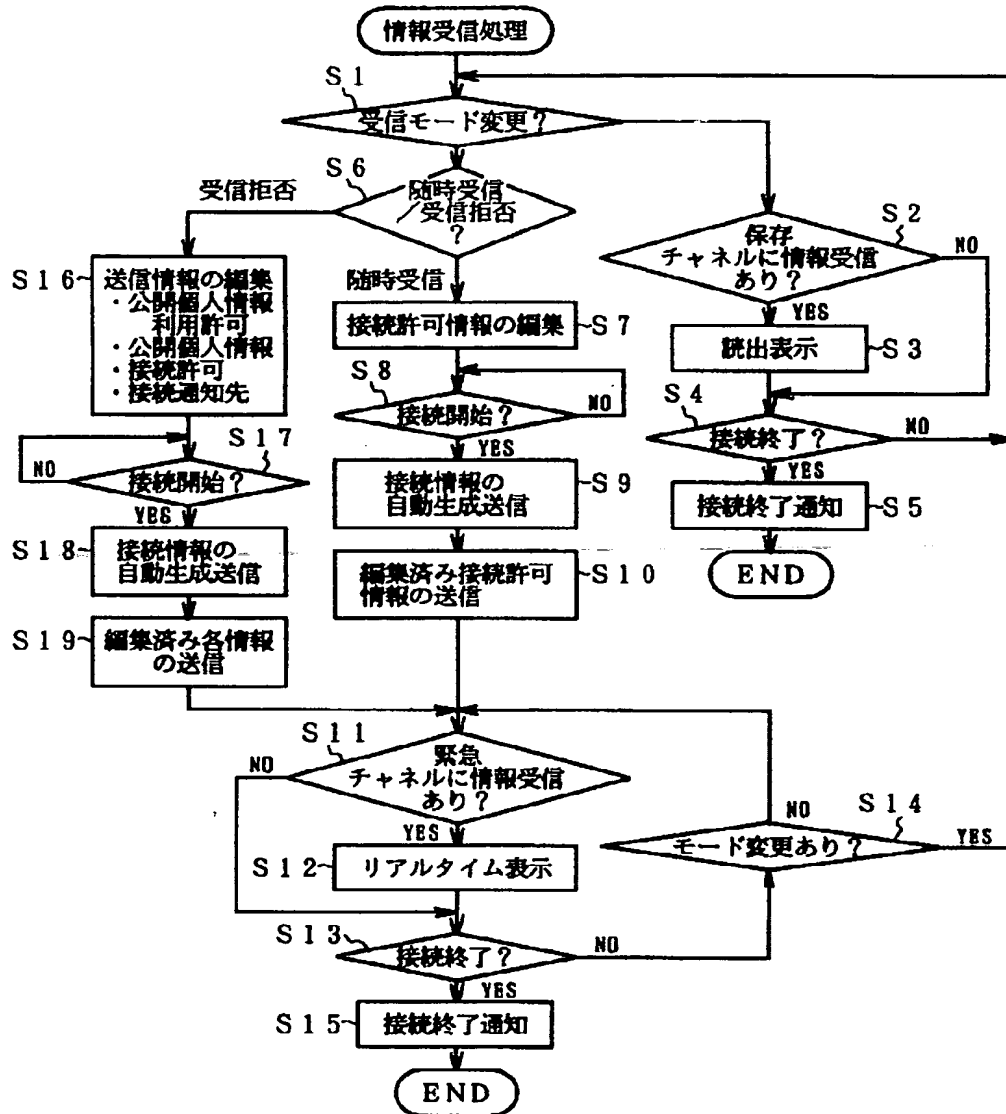 情報受信処理
S1
受信モード変更？
S6
随時受信
／受信拒否
？
受信拒否
随時受信
S2
保存
チャネルに情報受信
あり？
NO
YES
読出表示
S3
S4
接続終了？
NO
YES
接続終了通知
S5
END
S16
送信情報の編集
・公開個人情報
利用許可
・公開個人情報
・接続許可
・接続通知先
S17
接続開始？
NO
YES
S18
接続情報の
自動生成送信
S19
編集済み各情報
の送信
接続許可情報の編集
S7
S8
接続開始？
NO
YES
接続情報の
自動生成送信
S9
編集済み接続許可
情報の送信
S10
S11
緊急
チャネルに情報受信
あり？
NO
YES
S12
リアルタイム表示
S13
接続終了？
NO
YES
S14
モード変更あり？
NO
YES
S15
接続終了通知
END